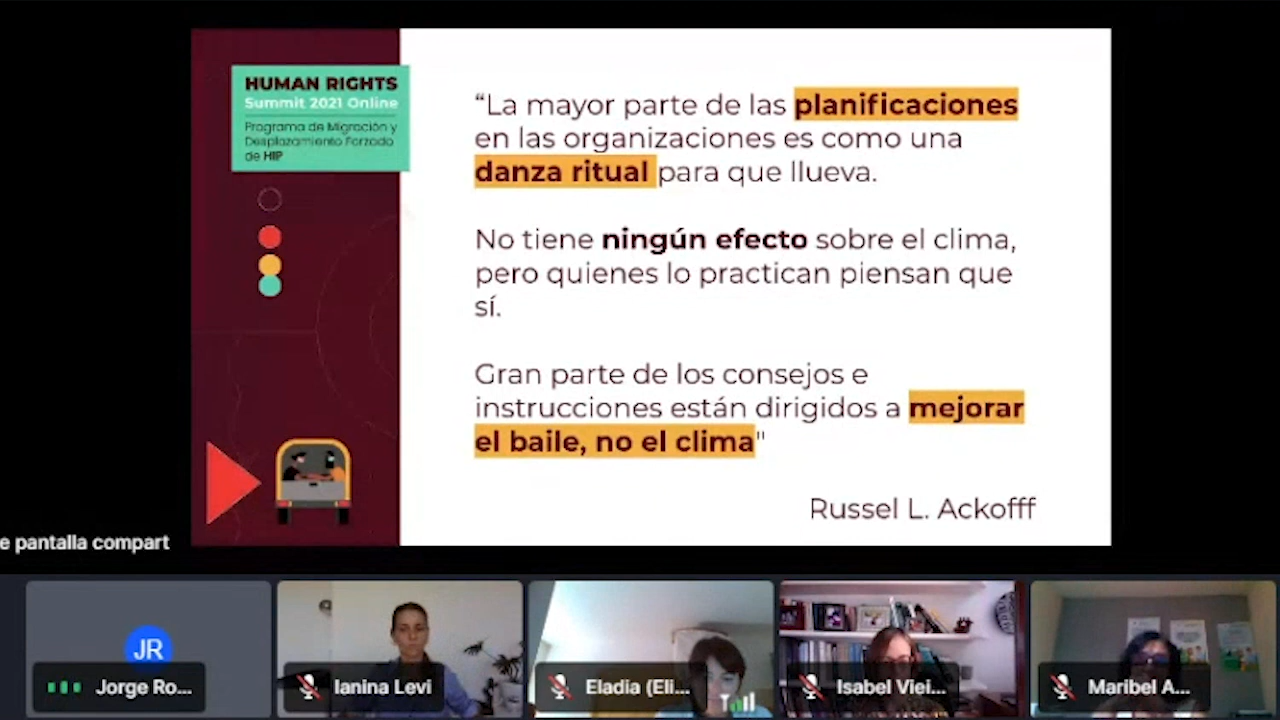 HUMAN RIGHTS
Summit 2021 Online
Programa de Migración y
Desplazamiento Forzado
de HIP
“La mayor parte de las planificaciones
en las organizaciones es como una
danza ritual para que llueva.
No tiene ningún efecto sobre el clima,
pero quienes lo practican piensan que
sí.
Gran parte de los consejos e
instrucciones están dirigidos a mejorar
el baile, no el clima"
Russel L. Ackofff
e pantalla compart
JR
Jorge Ro...
Ianina Levi
Eladia (Eli...
Isabel Viei...
Maribel A...